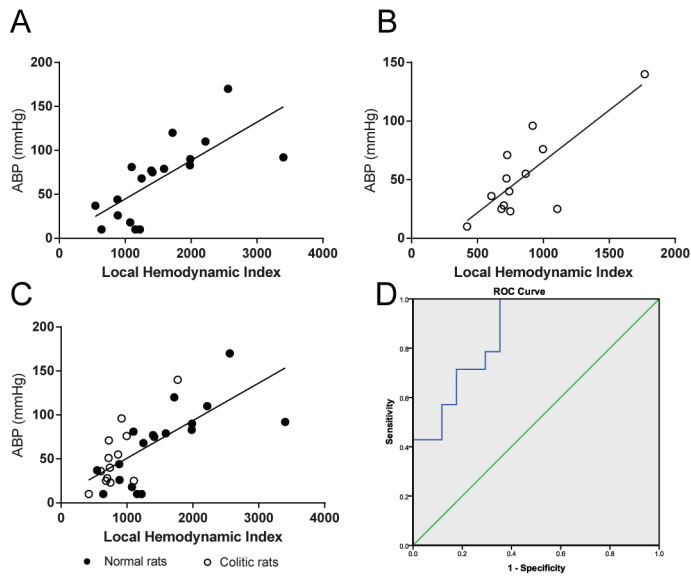 A
200
150
100
50
0
ABP (mmHg)
0 1000 2000 3000 4000
Local Hemodynamic Index
B
150
100
50
0
ABP (mmHg)
0 500 1000 1500 2000
Local Hemodynamic Index
C
200
150
100
50
0
ABP (mmHg)
0 1000 2000 3000 4000
Local Hemodynamic Index
Normal rats Colitic rats
D
ROC Curve
1.0
0.8
0.6
0.4
0.2
0.0
Sensitivity
0.0 0.2 0.4 0.6 0.8 1.0
1 - Specificity